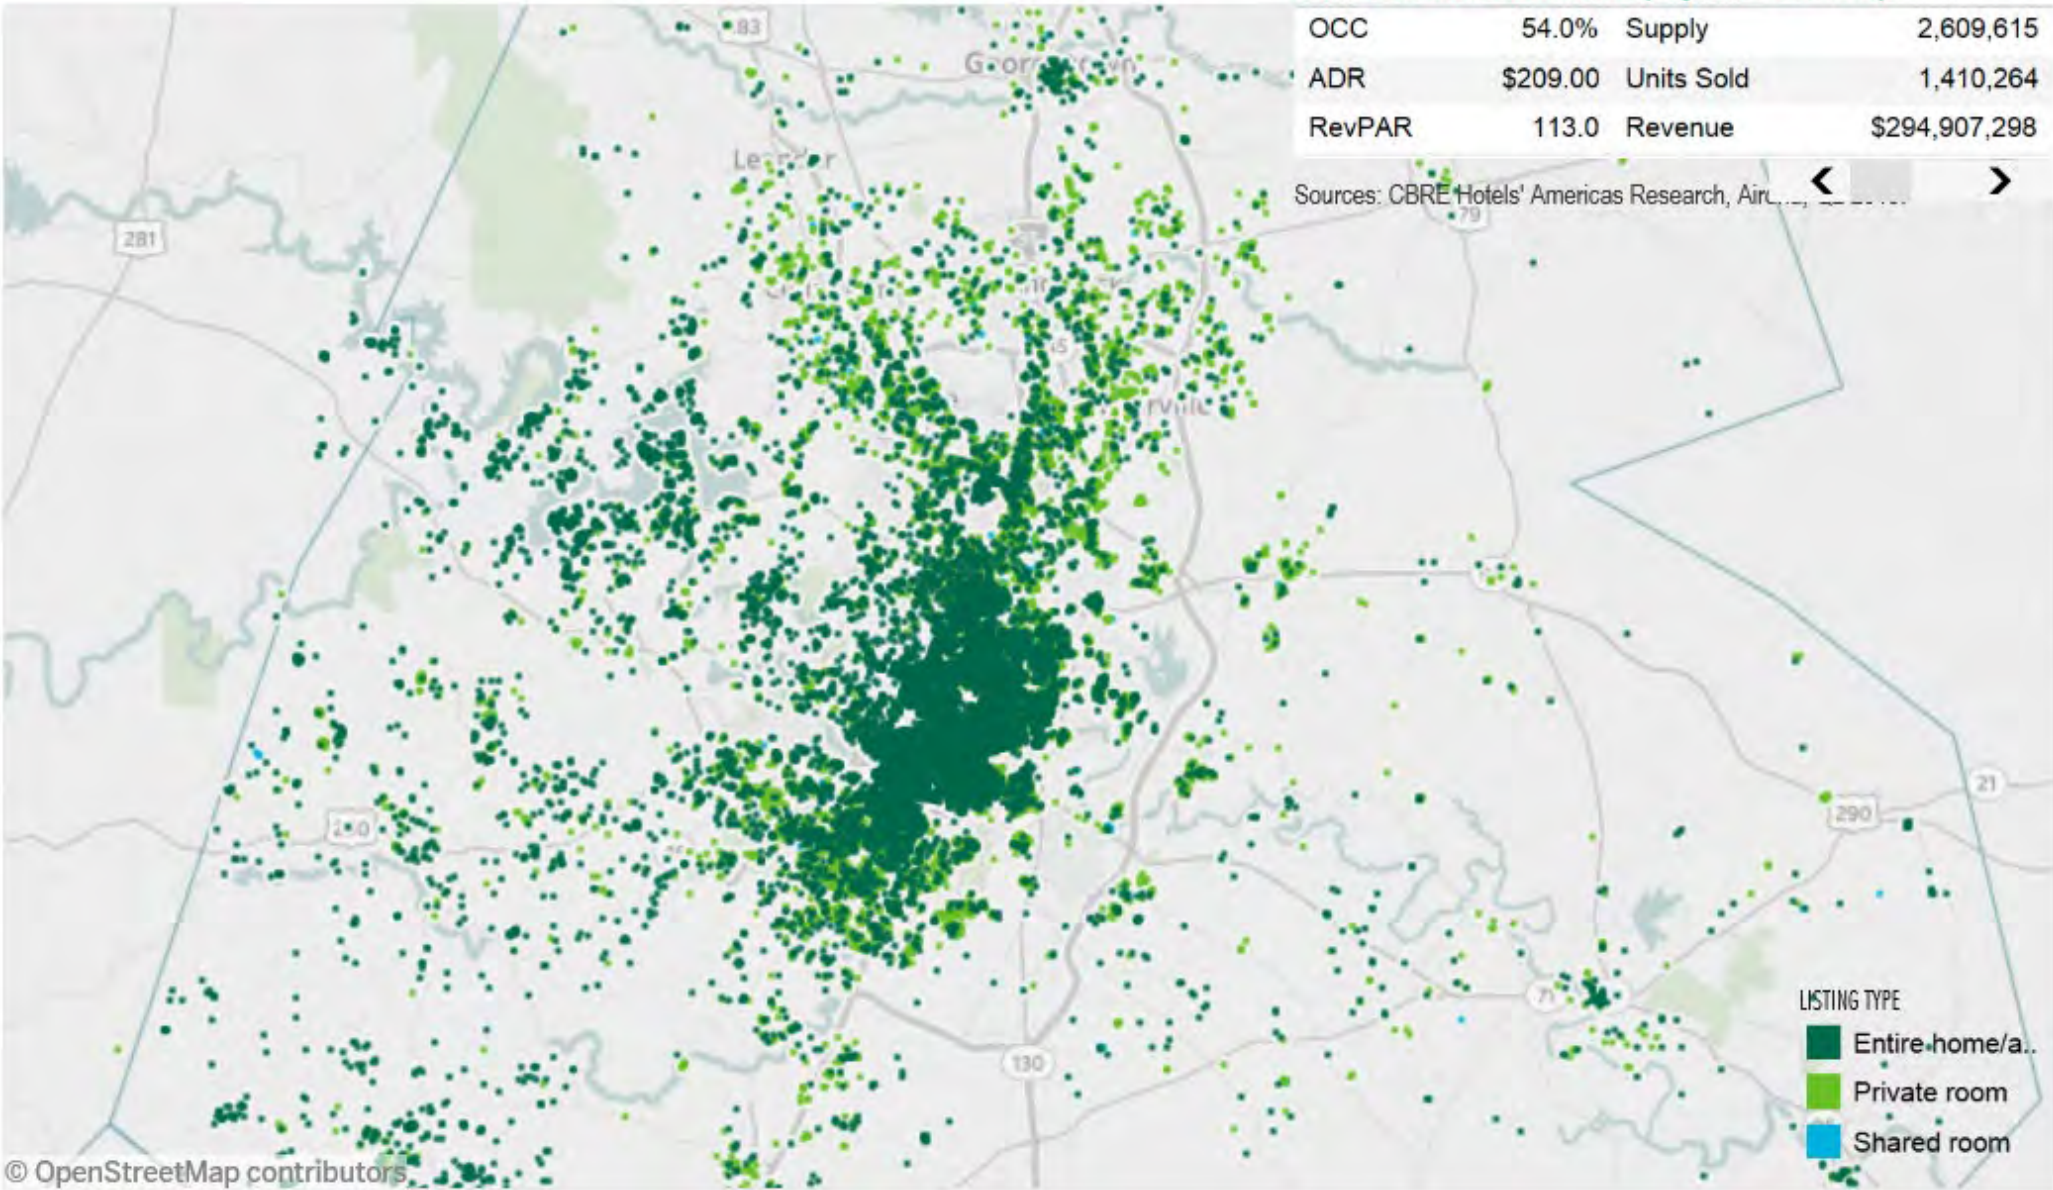 OCC 54.0% Supply 2,609,615
ADR $209.00 Units Sold 1,410,264
RevPAR 113.0 Revenue $294,907,298
Sources: CBRE Hotels' Americas Research,
281
79
290
21
71
130
LISTING TYPE
Entire home/a..
Private room
Shared room
© OpenStreetMap contributors